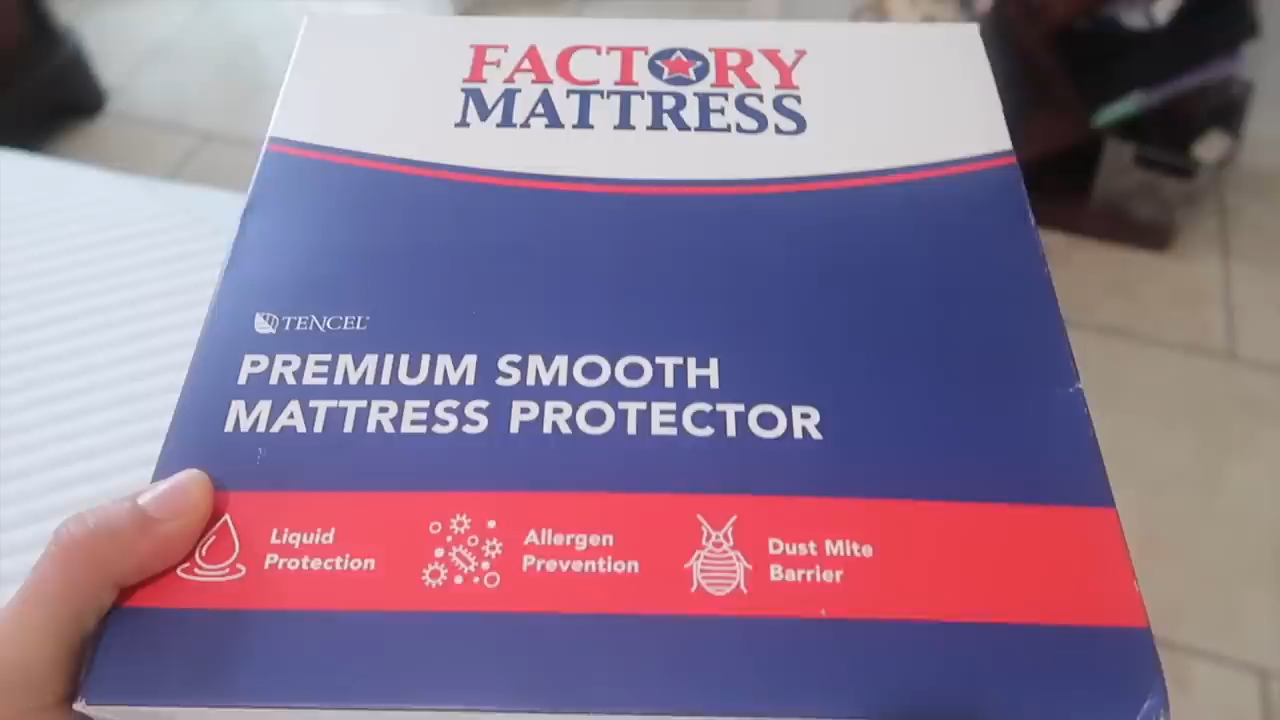 FACTORY
MATTRESS
TENCEL®
PREMIUM SMOOTH
MATTRESS PROTECTOR
Liquid
Protection
Allergen
Prevention
Dust Mite
Barrier